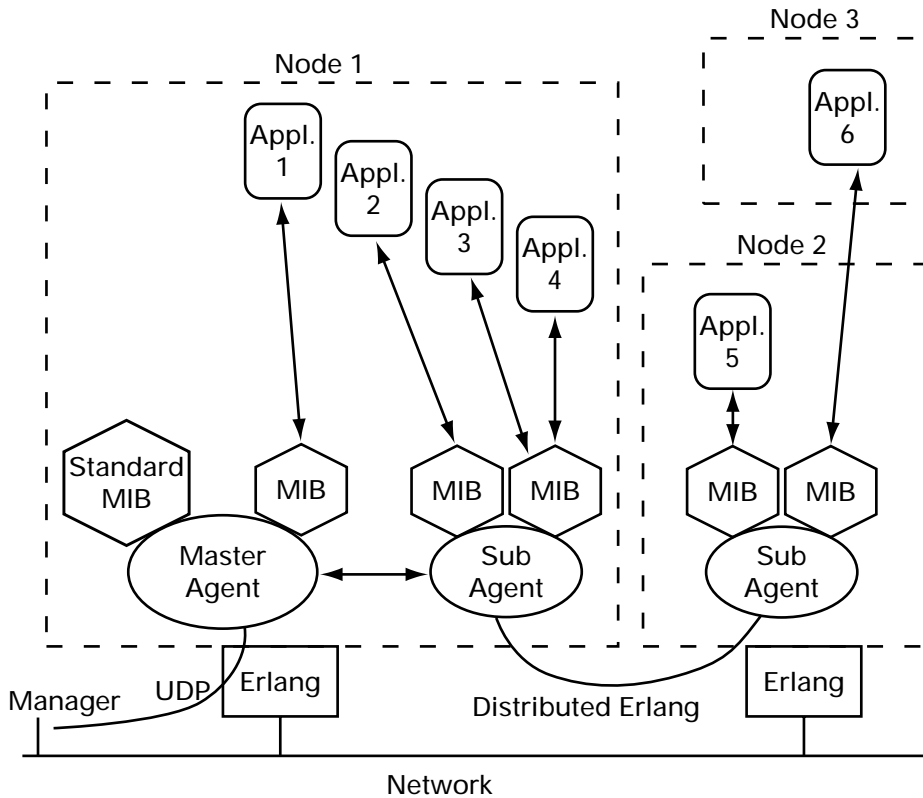 Node 3
Node 1
Appl.
6
Appl.
1
Appl.
2
Appl.
3
Appl.
4
Node 2
Appl.
5
Standard
MIB
MIB
MIB
MIB
MIB
MIB
Master
Agent
Sub
Agent
Sub
Agent
Manager
UDP
Erlang
Distributed Erlang
Erlang
Network